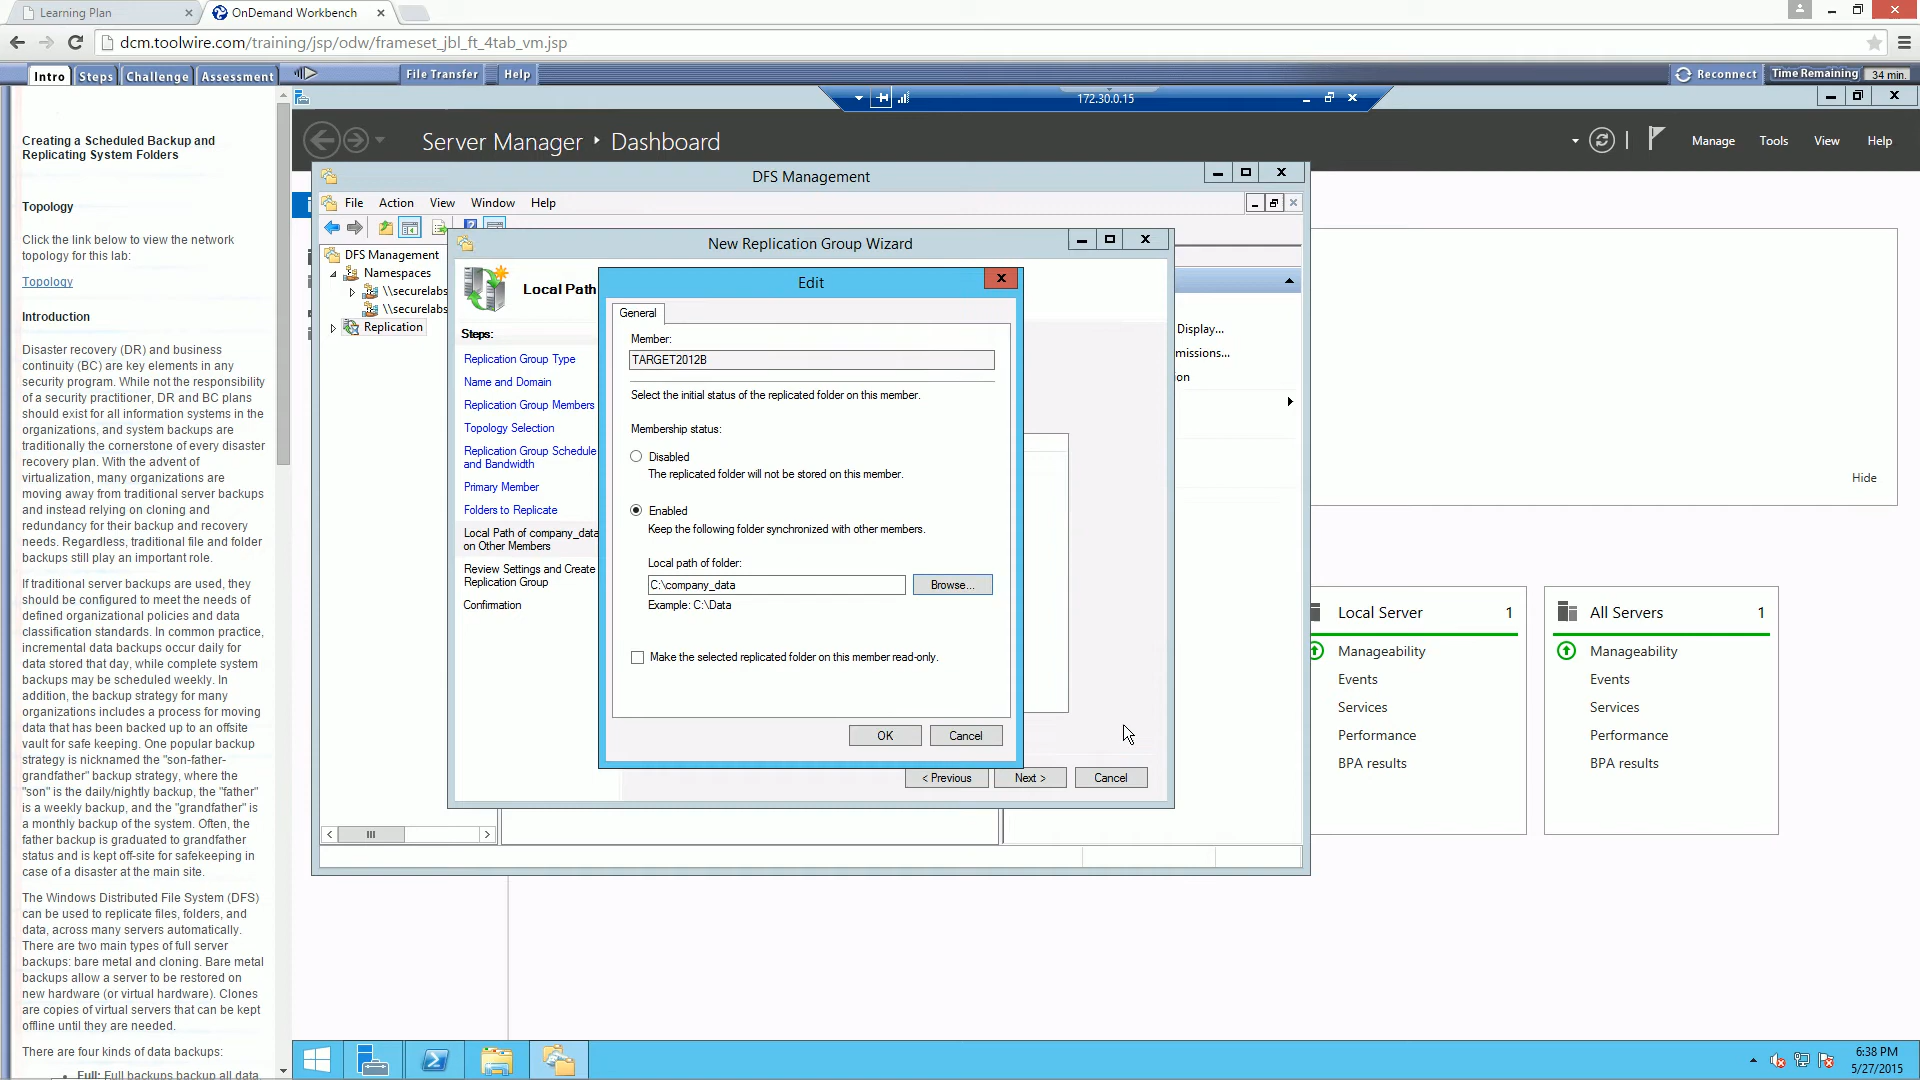 Learning Plan
OnDemand Workbench
dcm.toolwire.com/training/jsp/odw/frameset_jbl_ft_4tab_vm.jsp
Intro
Steps
Challenge
Assessment
File Transfer
Help
Reconnect
Time Remaining
34 min.
172.30.0.15
Server Manager
Dashboard
Manage
Tools
View
Help
Creating a Scheduled Backup and
Replicating System Folders
Topology
Click the link below to view the network
topology for this lab:
Topology
Introduction
Disaster recovery (DR) and business
continuity (BC) are key elements in any
security program. While not the responsibility
of a security practitioner, DR and BC plans
should exist for all information systems in the
organizations, and system backups are
traditionally the cornerstone of every disaster
recovery plan. With the advent of
virtualization, many organizations are
moving away from traditional server backups
and instead relying on cloning and
redundancy for their backup and recovery
needs. Regardless, traditional file and folder
backups still play an important role.
If traditional server backups are used, they
should be configured to meet the needs of
defined organizational policies and data
classification standards. In common practice,
incremental data backups occur daily for
data stored that day, while complete system
backups may be scheduled weekly. In
addition, the backup strategy for many
organizations includes a process for moving
data that has been backed up to an offsite
vault for safe keeping. One popular backup
strategy is nicknamed the "son-father-
grandfather" backup strategy, where the
"son" is the daily/nightly backup, the "father"
is a weekly backup, and the "grandfather" is
a monthly backup of the system. Often, the
father backup is graduated to grandfather
status and is kept off-site for safekeeping in
case of a disaster at the main site.
The Windows Distributed File System (DFS)
can be used to replicate files, folders, and
data, across many servers automatically.
There are two main types of full server
backups: bare metal and cloning. Bare metal
backups allow a server to be restored on
new hardware (or virtual hardware). Clones
are copies of virtual servers that can be kept
offline until they are needed.
There are four kinds of data backups:
• Full: Full backups backup all data.
DFS Management
File
Action
View
Window
Help
DFS Management
Namespaces
\\securelabs
\\securelabs
Replication
New Replication Group Wizard
Local Path
Steps:
Replication Group Type
Name and Domain
Replication Group Members
Topology Selection
Replication Group Schedule
and Bandwidth
Primary Member
Folders to Replicate
Local Path of company_data
on Other Members
Review Settings and Create
Replication Group
Confirmation
Edit
General
Member:
TARGET2012B
Select the initial status of the replicated folder on this member.
Membership status:
Disabled
The replicated folder will not be stored on this member.
Enabled
Keep the following folder synchronized with other members.
Local path of folder:
C:\company_data
Browse...
Example: C:\Data
Make the selected replicated folder on this member read-only.
OK
Cancel
< Previous
Next >
Cancel
Display...
missions...
ion
Hide
Local Server
1
Manageability
Events
Services
Performance
BPA results
All Servers
1
Manageability
Events
Services
Performance
BPA results
6:38 PM
5/27/2015